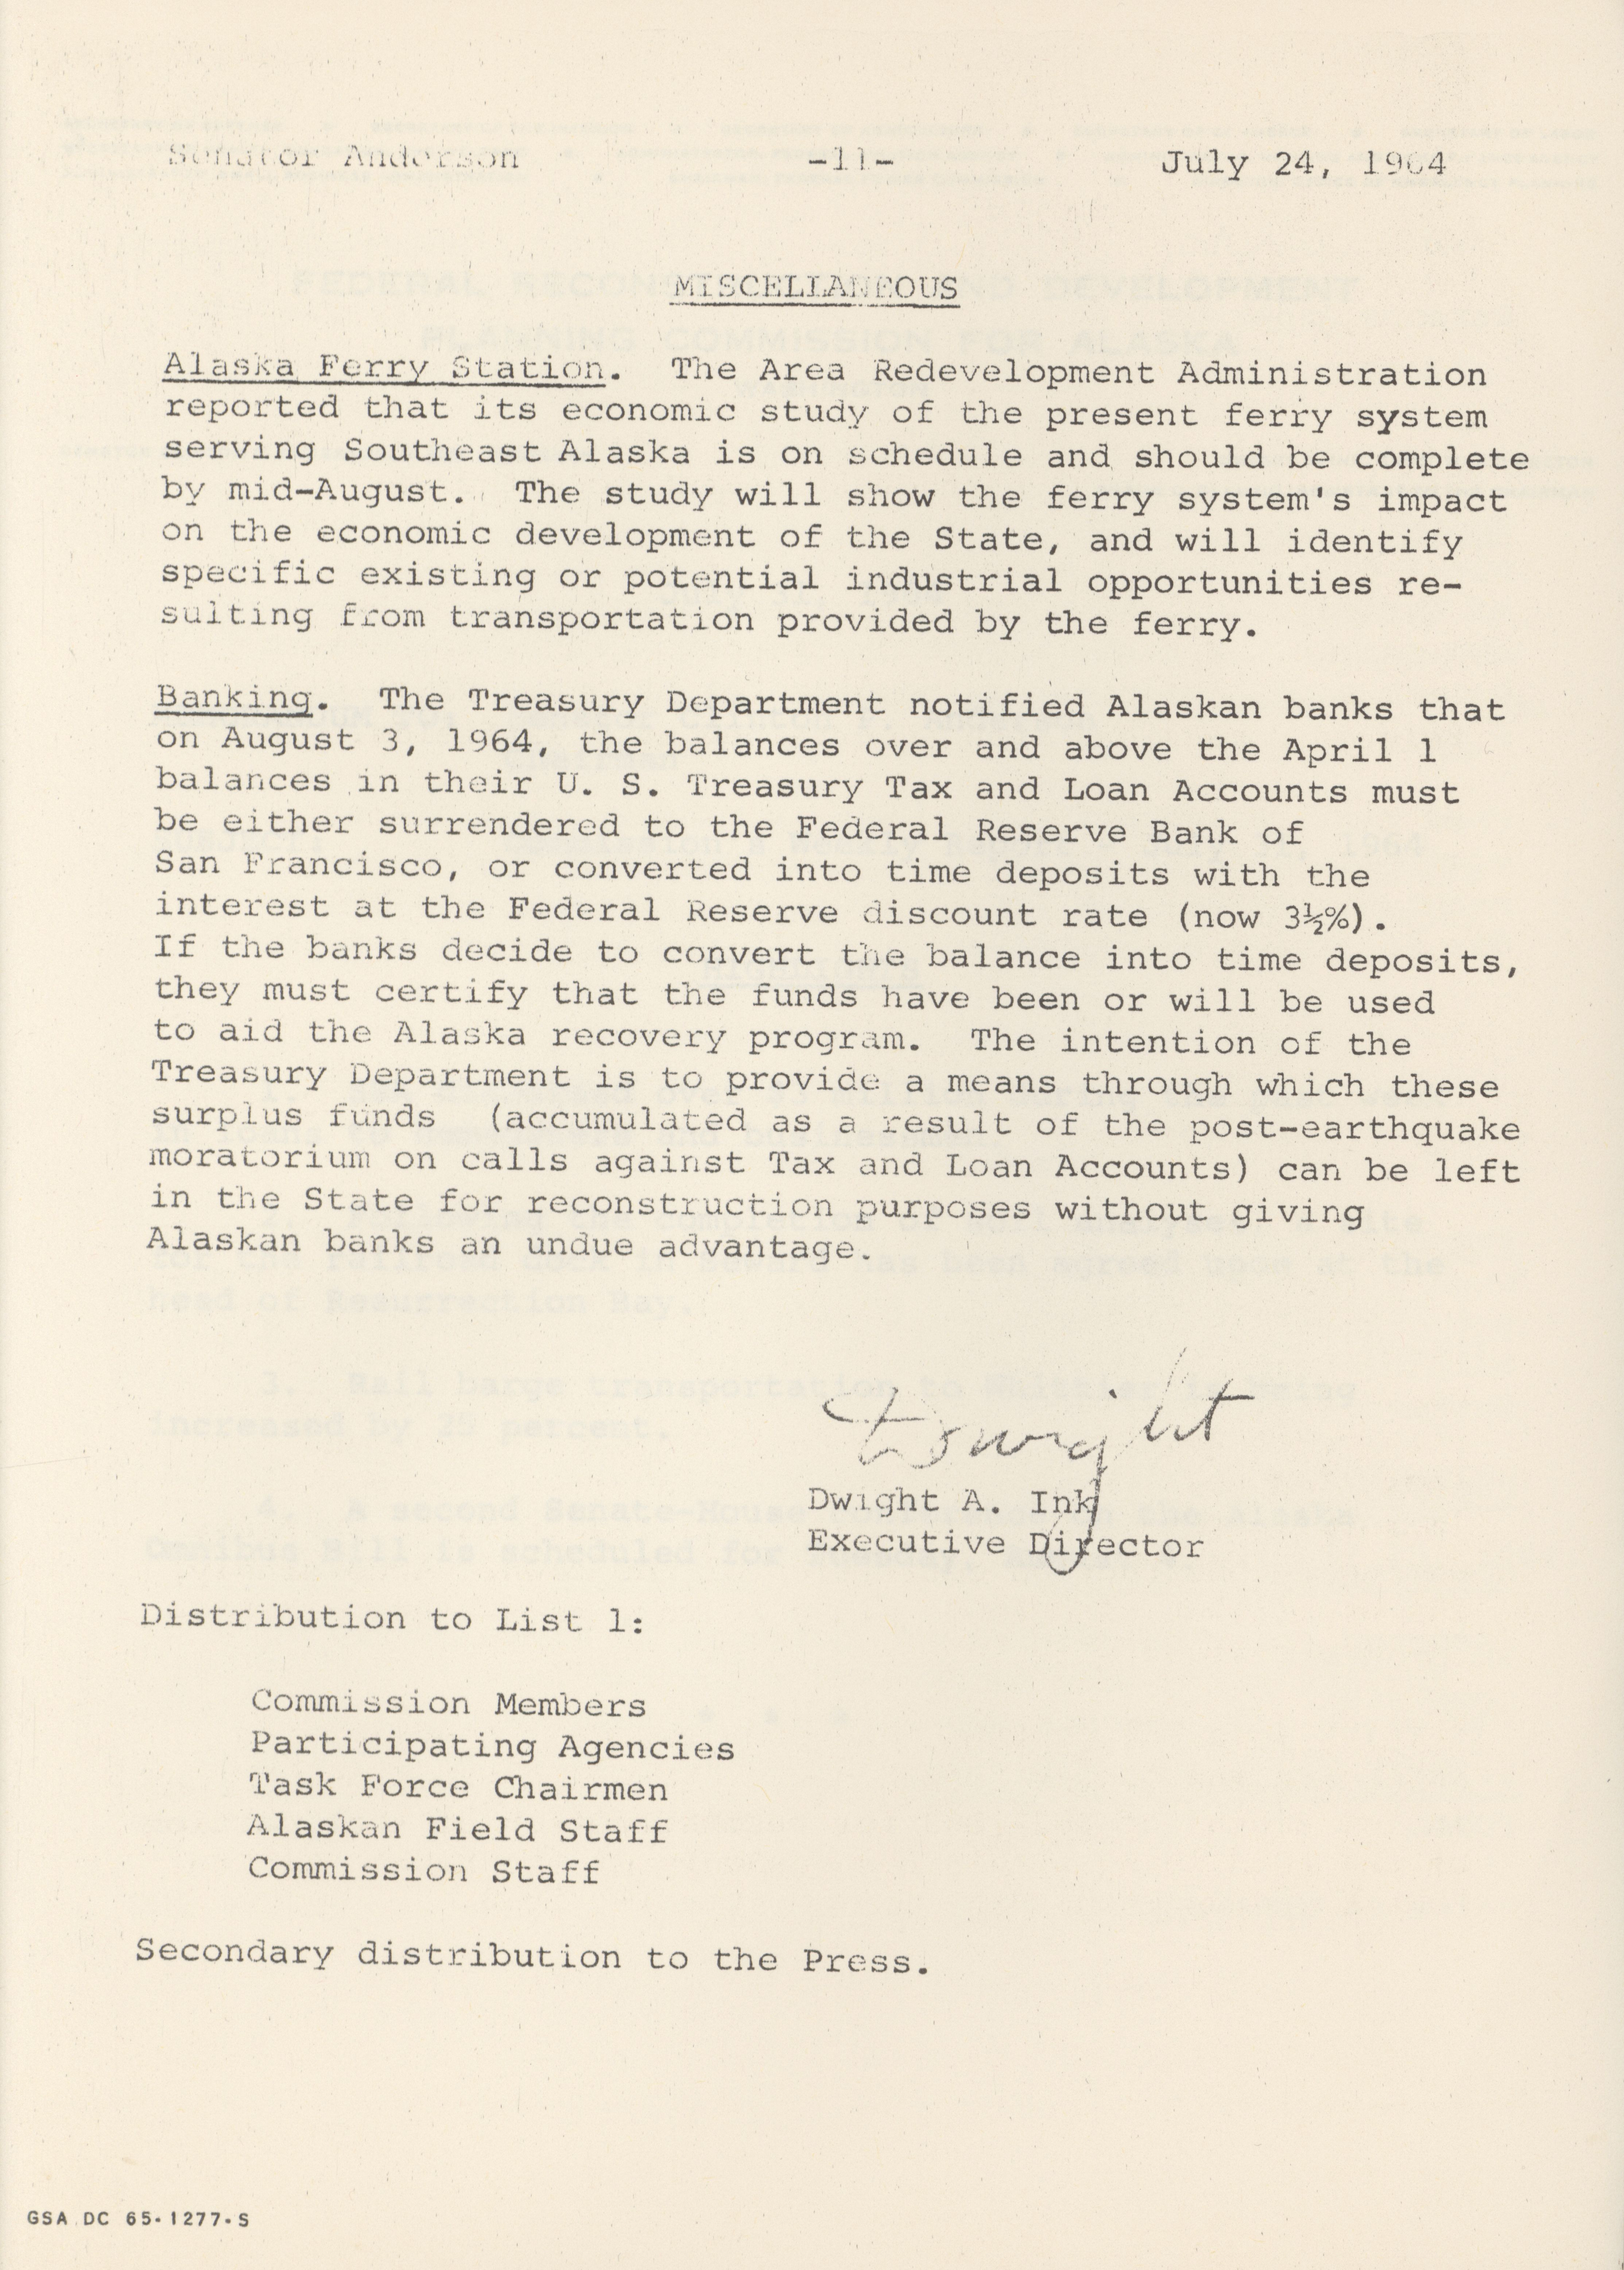 Senator Anderson -11- July 24, 1964
MISCELLANEOUS
Alaska Ferry Station. The Area Redevelopment Administration
reported that its economic study of the present ferry system
serving Southeast Alaska is on schedule and should be complete
by mid-August. The study will show the ferry system's impact
on the economic development of the State, and will identify
specific existing or potential industrial opportunities re-
sulting from transportation provided by the ferry.
Banking. The Treasury Department notified Alaskan banks that
on August 3, 1964, the balances over and above the April 1
balances in their U. S. Treasury Tax and Loan Accounts must
be either surrendered to the Federal Reserve Bank of
San Francisco, or converted into time deposits with the
interest at the Federal Reserve discount rate (now 3½%).
If the banks decide to convert the balance into time deposits,
they must certify that the funds have been or will be used
to aid the Alaska recovery program. The intention of the
Treasury Department is to provide a means through which these
surplus funds (accumulated as a result of the post-earthquake
moratorium on calls against Tax and Loan Accounts) can be left
in the State for reconstruction purposes without giving
Alaskan banks an undue advantage.
Dwight
Dwight A. Ink
Executive Director
Distribution to List 1:
Commission Members
Participating Agencies
Task Force Chairmen
Alaskan Field Staff
Commission Staff
Secondary distribution to the Press.
GSA DC 65-1277-S